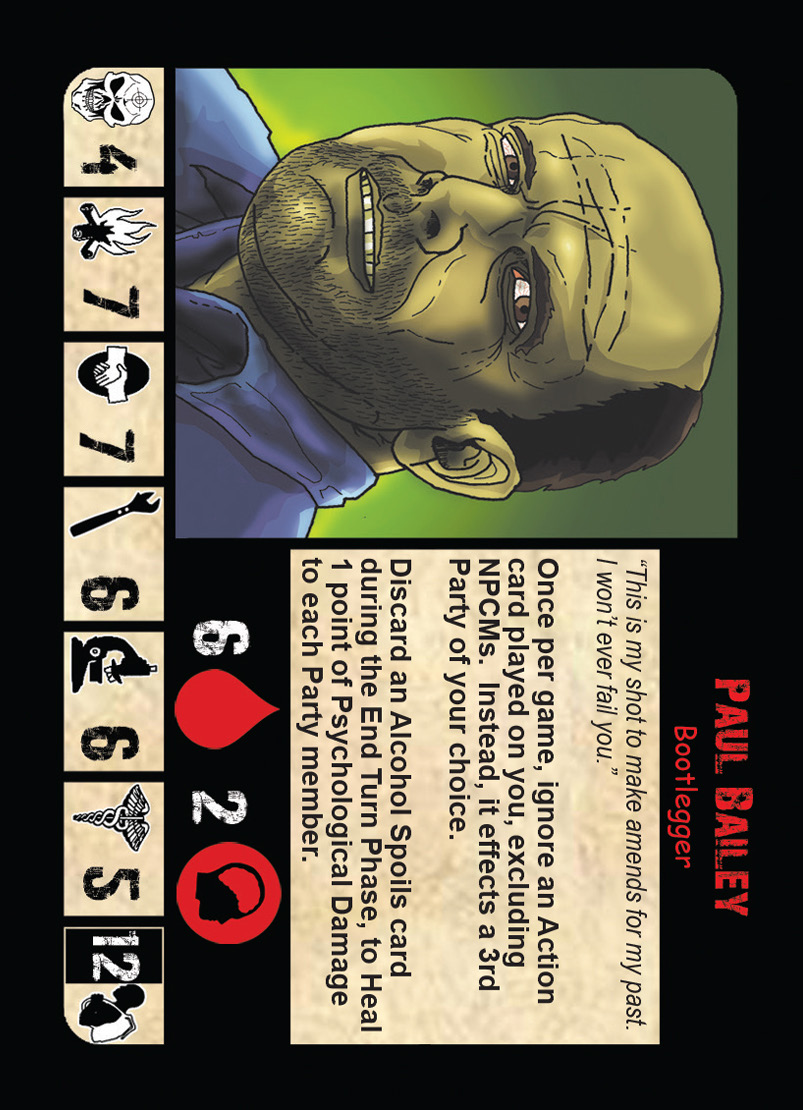 PAUL BAILEY
Bootlegger
"This is my shot to make amends for my past.
I won't ever fail you."
Once per game, ignore an Action
card played on you, excluding
NPCMs. Instead, it effects a 3rd
Party of your choice.
Discard an Alcohol Spoils card
during the End Turn Phase, to Heal
1 point of Psychological Damage
to each Party member.
6 2
4 7 7 6 6 5 12